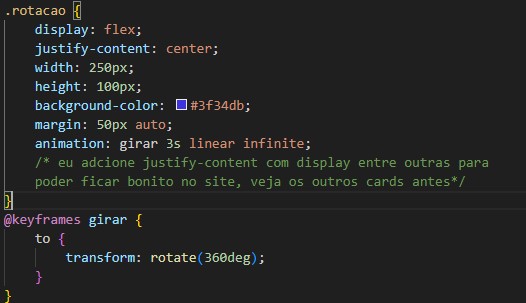 .rotacao {
display: flex;
justify-content: center;
width: 250px;
height: 100px;
background-color: #3f34db;
margin: 50px auto;
animation: girar 3s linear infinite;
/* eu adcione justify-content com display entre outras para
poder ficar bonito no site, veja os outros cards antes*/
}
@keyframes girar {
to {
transform: rotate(360deg);
}
}